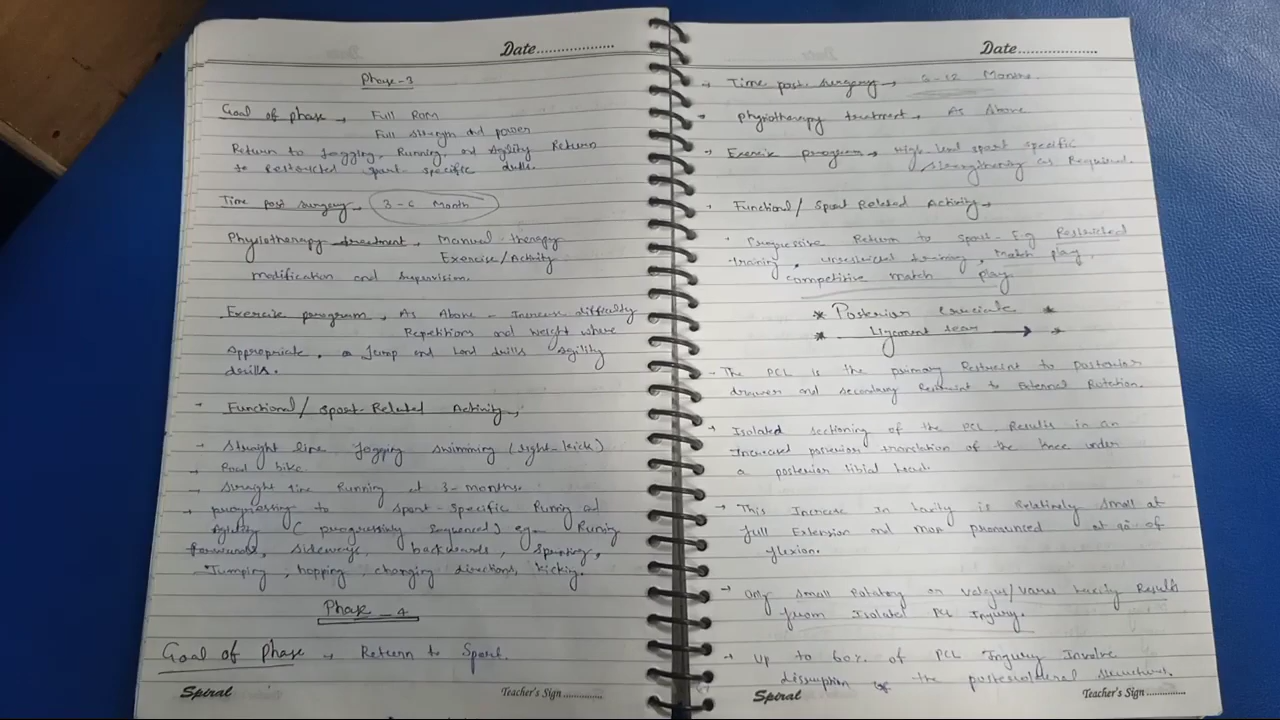 Date
Phase-3
Goal of phase → Full ROM
Full strength and power
Return to Jogging, Running, and Agility Return
to Restricted sport-specific drills.
Time post surgery → 3-6 Month
Physiotherapy treatment, Manual therapy
Exercise/Activity
modification and supervision.
Exercise program, As Above - Increase difficulty
Repetitions and weight where
Appropriate. Jump and Land drills Agility
drills.
Functional/sport-Related Activity,
→ Straight line Jogging swimming (light-kick)
→ Road bike
→ Straight line Running at 3-months.
→ progressing to sport-specific Running and
Agility (progressivly sequenced) eg- Running
forwards, sideways, backwards, sprinting,
Jumping, hopping, changing directions, kicking.
Phase - 4
Goal of Phase → Return to Sport.
Spiral
Teacher's Sign
Date
→ Time post surgery → 6-12 Months.
→ physiotherapy treatment, As Above
→ Exercise program → High-level sport specific
strengthening as Required.
Functional/Sport Related Activity→
Progressive Return to sport- Eg Restricted
training, unrestricted training, Match play,
competitive match play
* Posterior cruciate *
* Ligament tear → *
→ The PCL is the primary Restraint to Posterior
drawer and secondary Restraint to External Rotation.
→ Isolated sectioning of the PCL, Results in an
Increased posterior translation of the knee under
a posterior tibial load.
→ This Increase In laxity is Relatively small at
full Extension and most pronounced at 90° of
flexion.
→ Only small Rotatory or valgus/varus laxity Results
from Isolated PCL Injury.
→ Up to 60% of PCL Injury Involve
disruption of the posterolateral structures.
Spiral
Teacher's Sign